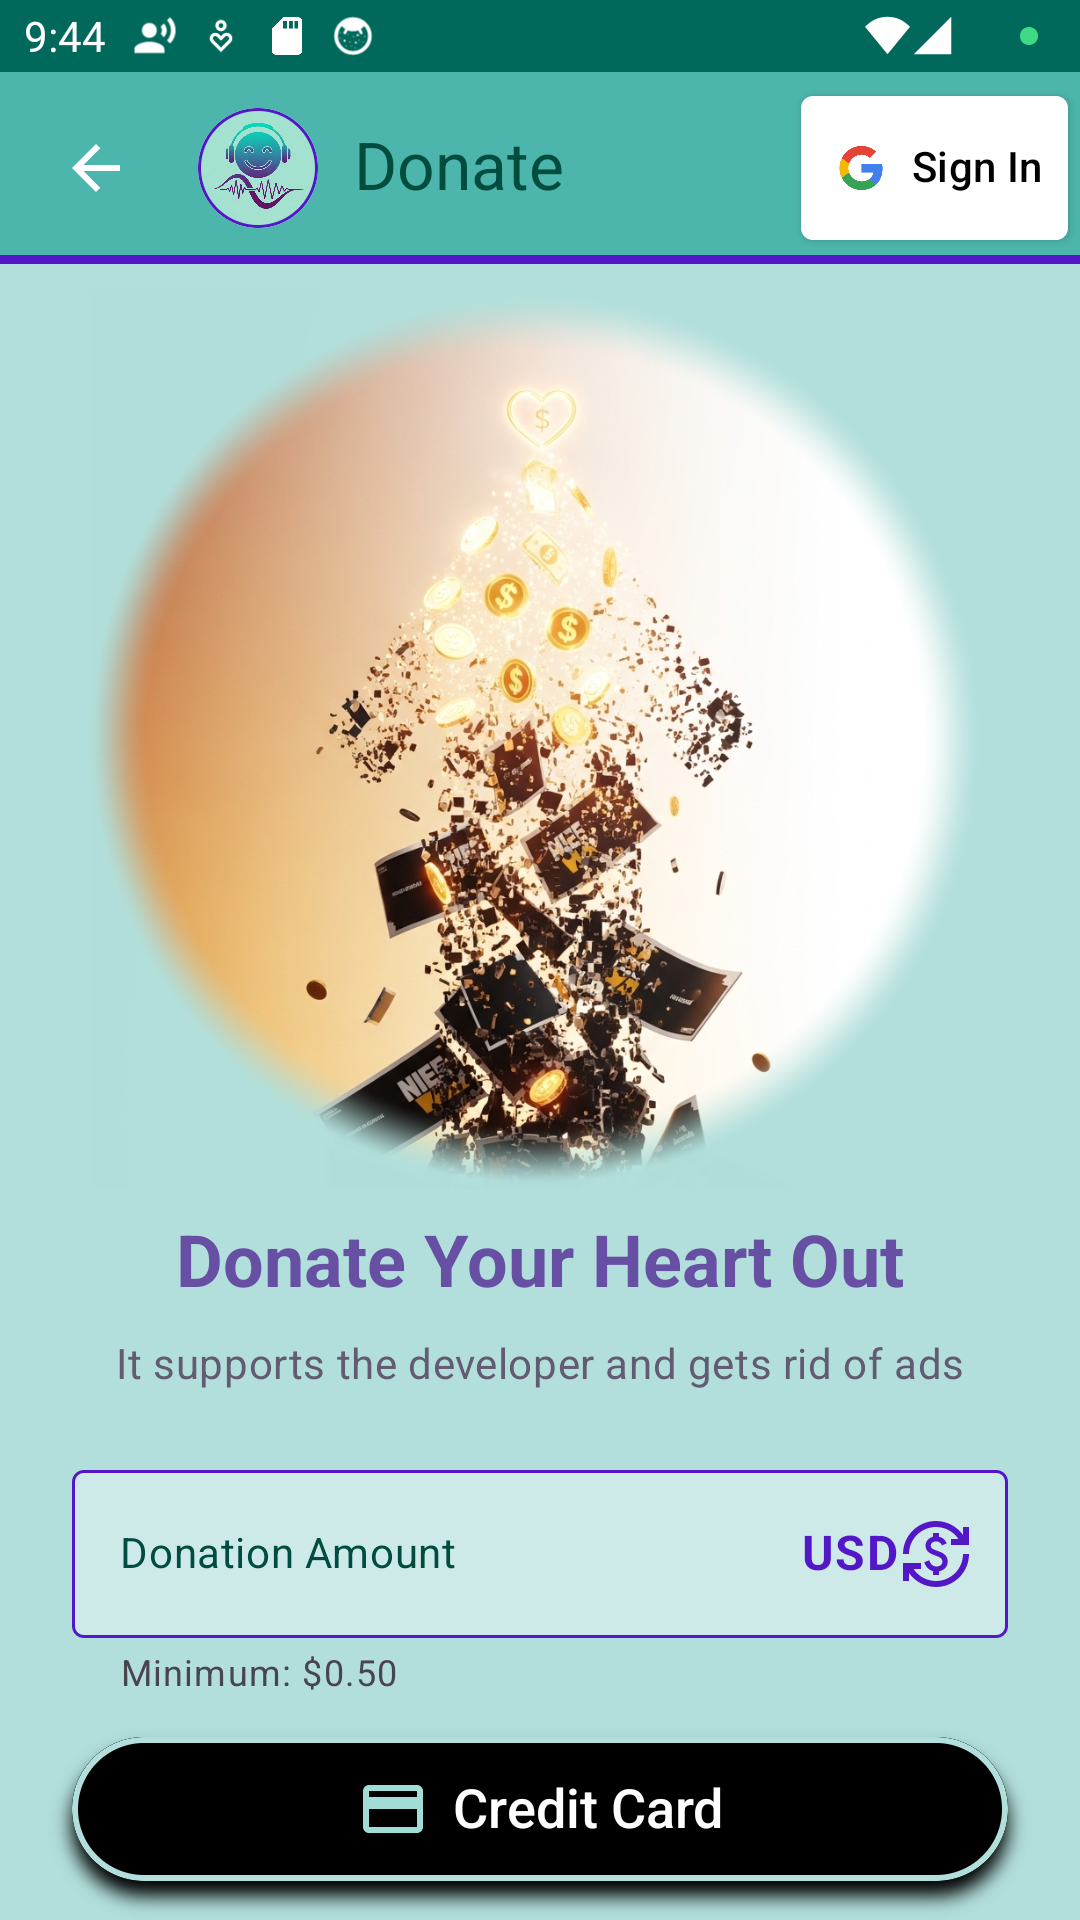 9:44
Donate
Sign In
Donate Your Heart Out
It supports the developer and gets rid of ads
Donation Amount
USD
Minimum: $0.50
Credit Card